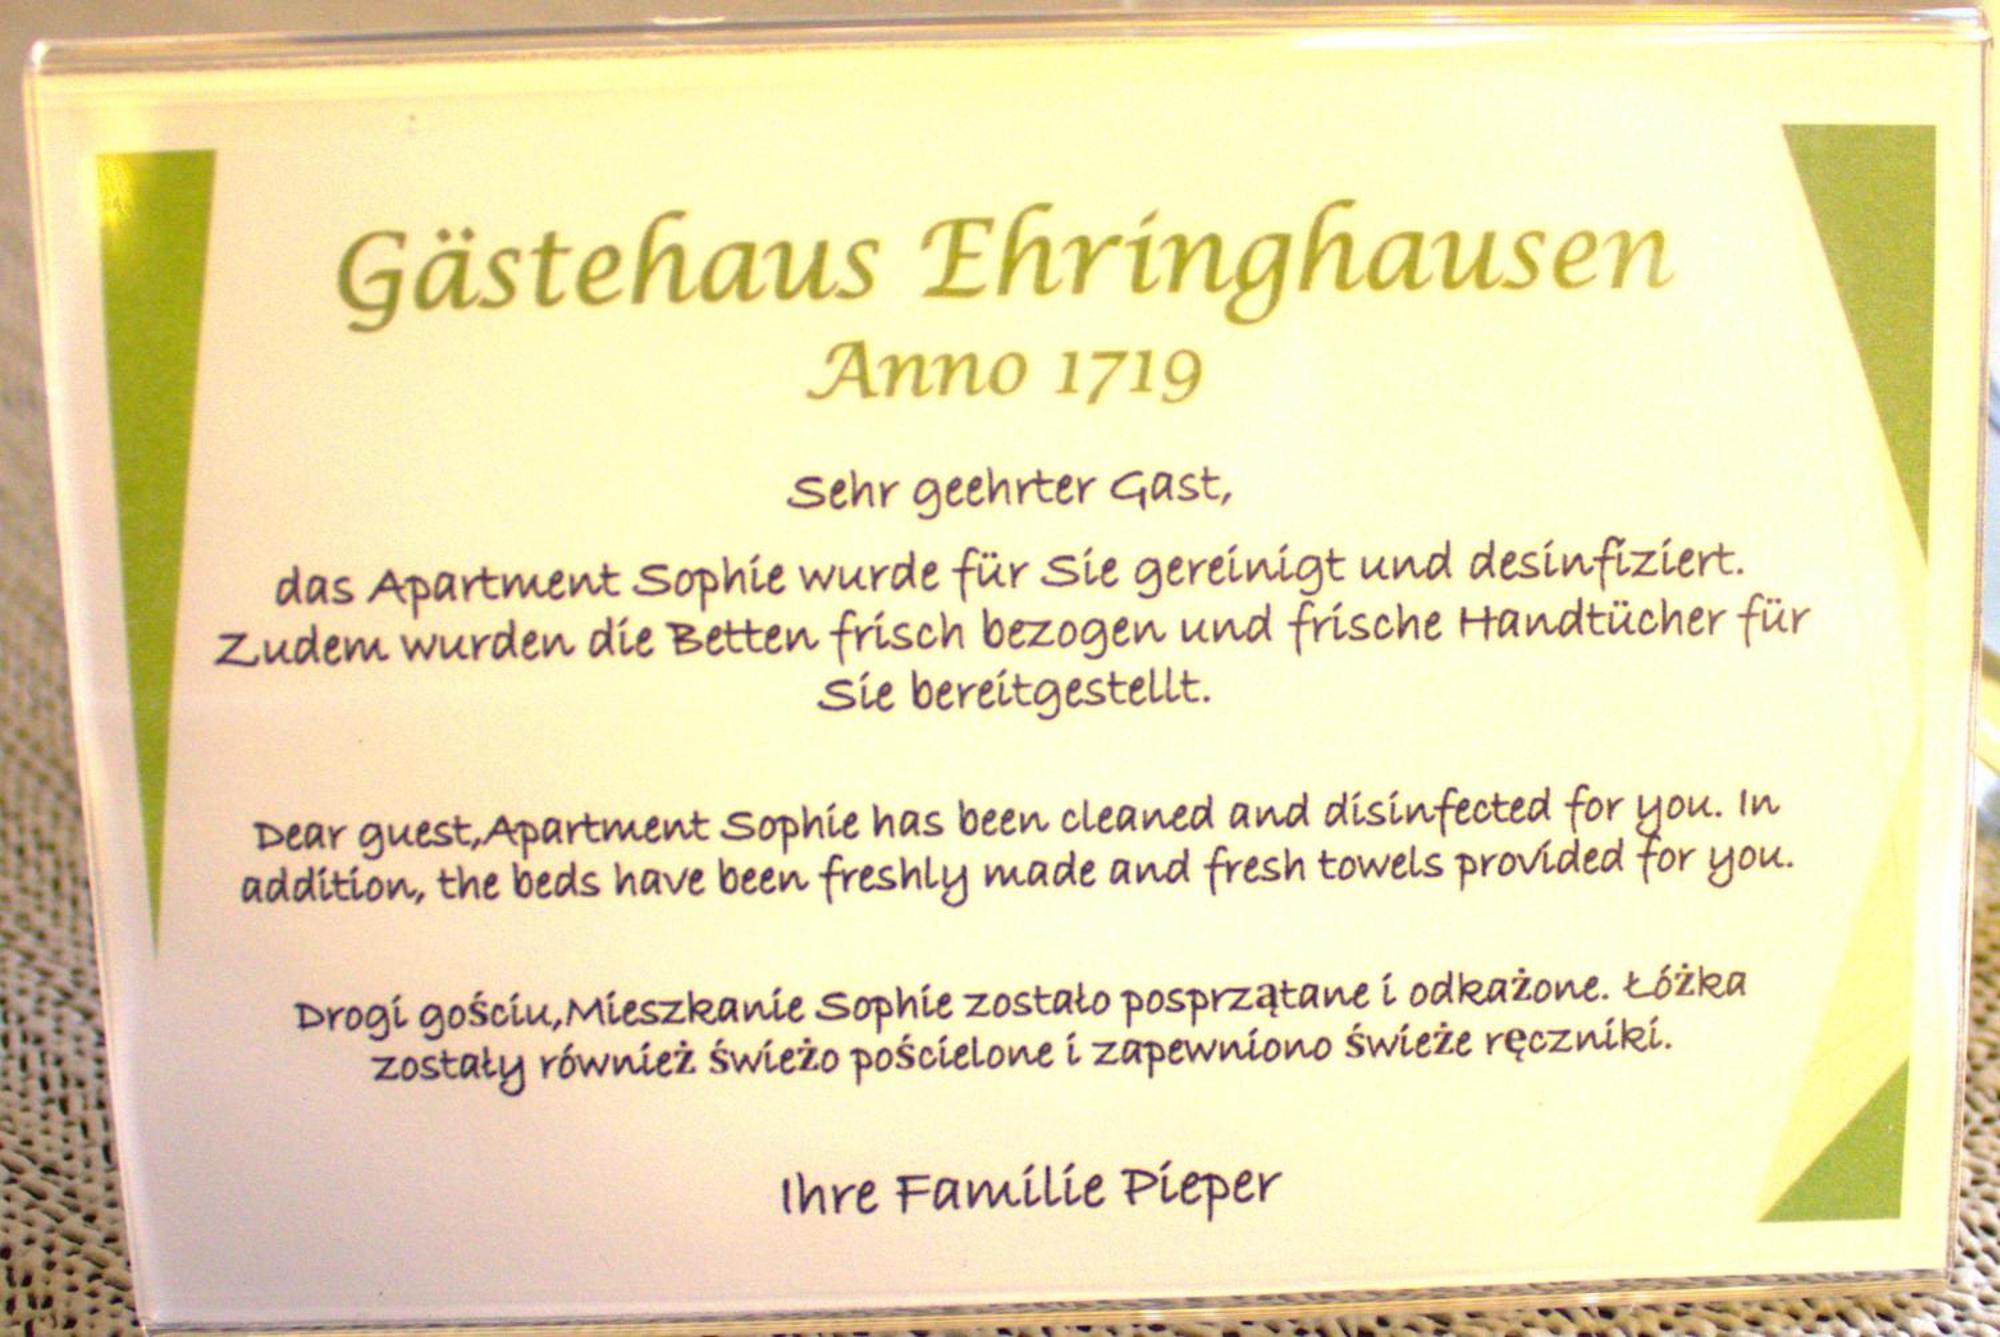 Gästehaus Ehringhausen
Anno 1719
Sehr geehrter Gast,
das Apartment Sophie wurde für Sie gereinigt und desinfiziert.
Zudem wurden die Betten frisch bezogen und frische Handtücher für
Sie bereitgestellt.
Dear guest,Apartment Sophie has been cleaned and disinfected for you. In
addition, the beds have been freshly made and fresh towels provided for you.
Drogi gościu,Mieszkanie Sophie zostało posprzątane i odkażone. Łóżka
zostały również świeżo pościelone i zapewniono świeże ręczniki.
Ihre Familie Pieper